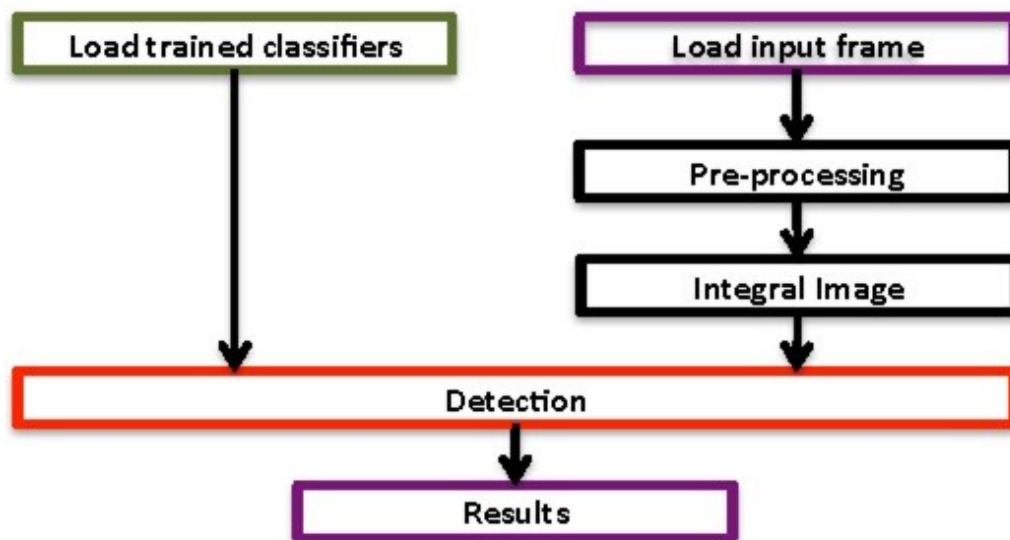 Load trained classifiers
Load input frame
Pre-processing
Integral Image
Detection
Results